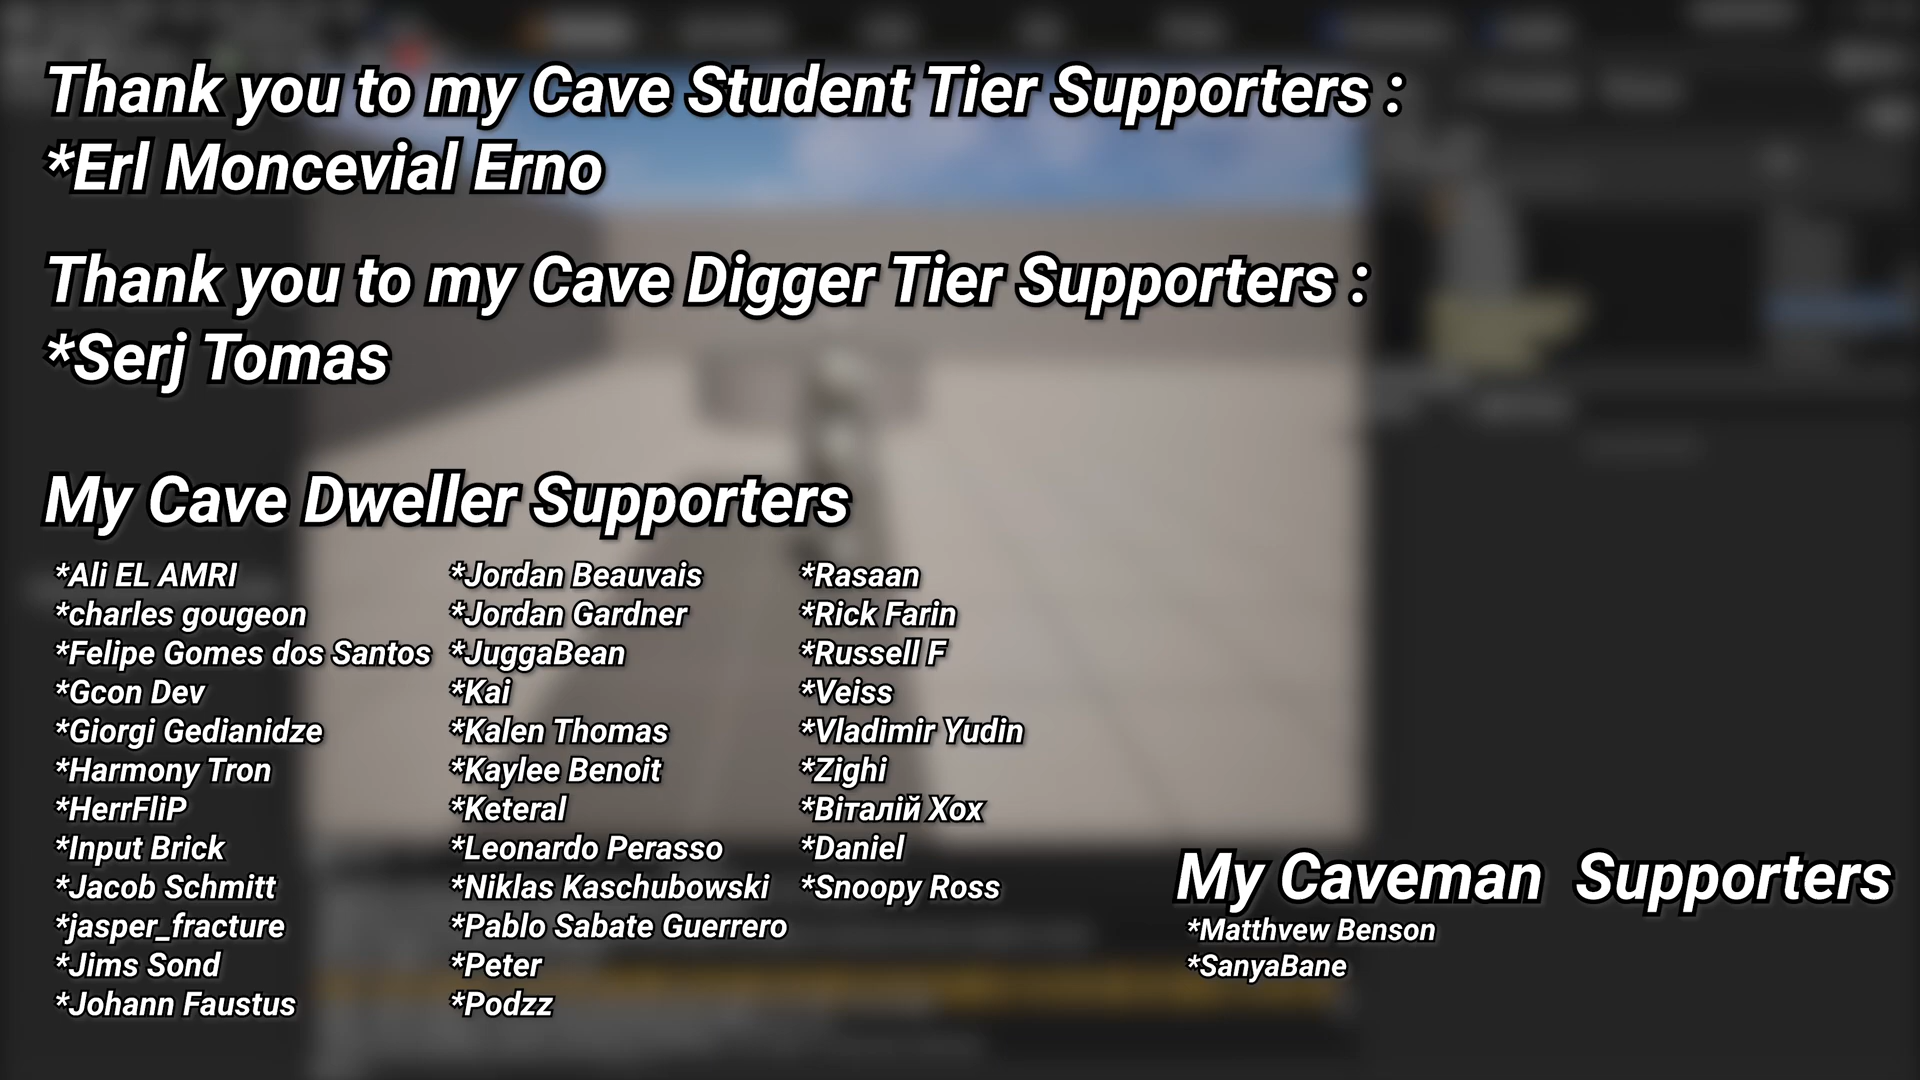 Thank you to my Cave Student Tier Supporters :
*Erl Moncevial Erno
Thank you to my Cave Digger Tier Supporters :
*Serj Tomas
My Cave Dweller Supporters
*Ali EL AMRI
*charles gougeon
*Felipe Gomes dos Santos
*Gcon Dev
*Giorgi Gedianidze
*Harmony Tron
*HerrFliP
*Input Brick
*Jacob Schmitt
*jasper_fracture
*Jims Sond
*Johann Faustus
*Jordan Beauvais
*Jordan Gardner
*JuggaBean
*Kai
*Kalen Thomas
*Kaylee Benoit
*Keteral
*Leonardo Perasso
*Niklas Kaschubowski
*Pablo Sabate Guerrero
*Peter
*Podzz
*Rasaan
*Rick Farin
*Russell F
*Veiss
*Vladimir Yudin
*Zighi
*Віталій Хох
*Daniel
*Snoopy Ross
My Caveman  Supporters
*Matthvew Benson
*SanyaBane